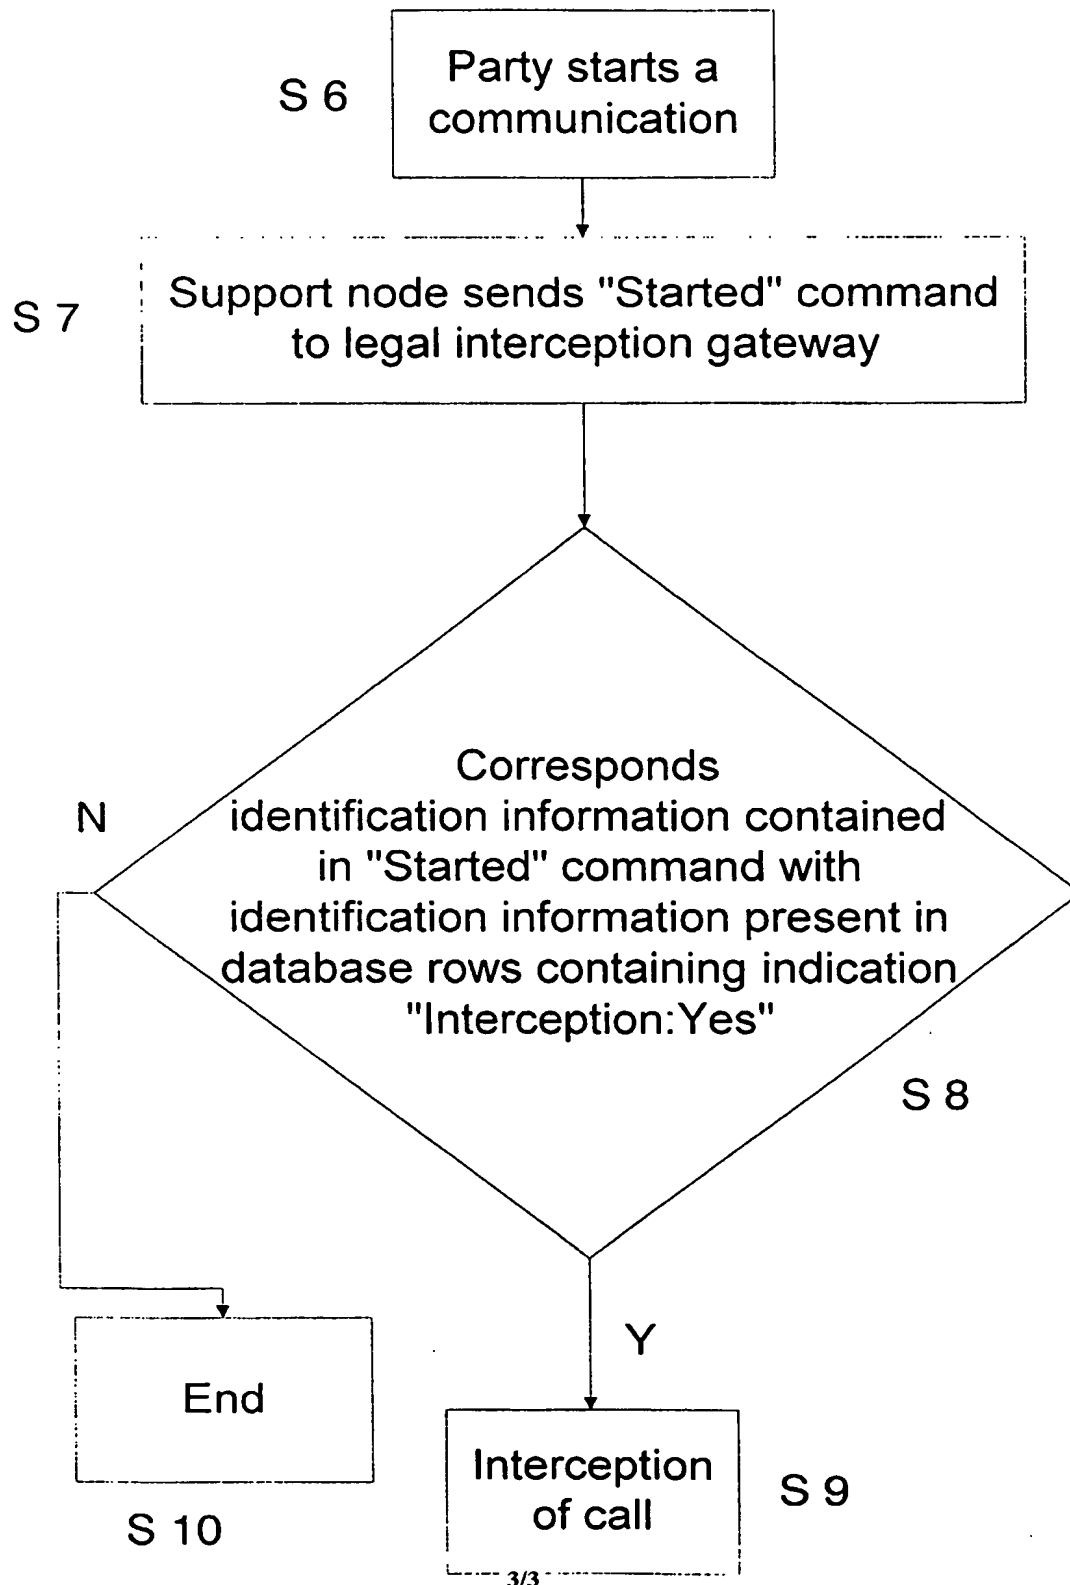 Party starts a
communication
S 6
Support node sends "Started" command
to legal interception gateway
S 7
Corresponds
identification information contained
in "Started" command with
identification information present in
database rows containing indication
"Interception:Yes"
N
S 8
Y
End
S 10
Interception
of call
S 9
3/3